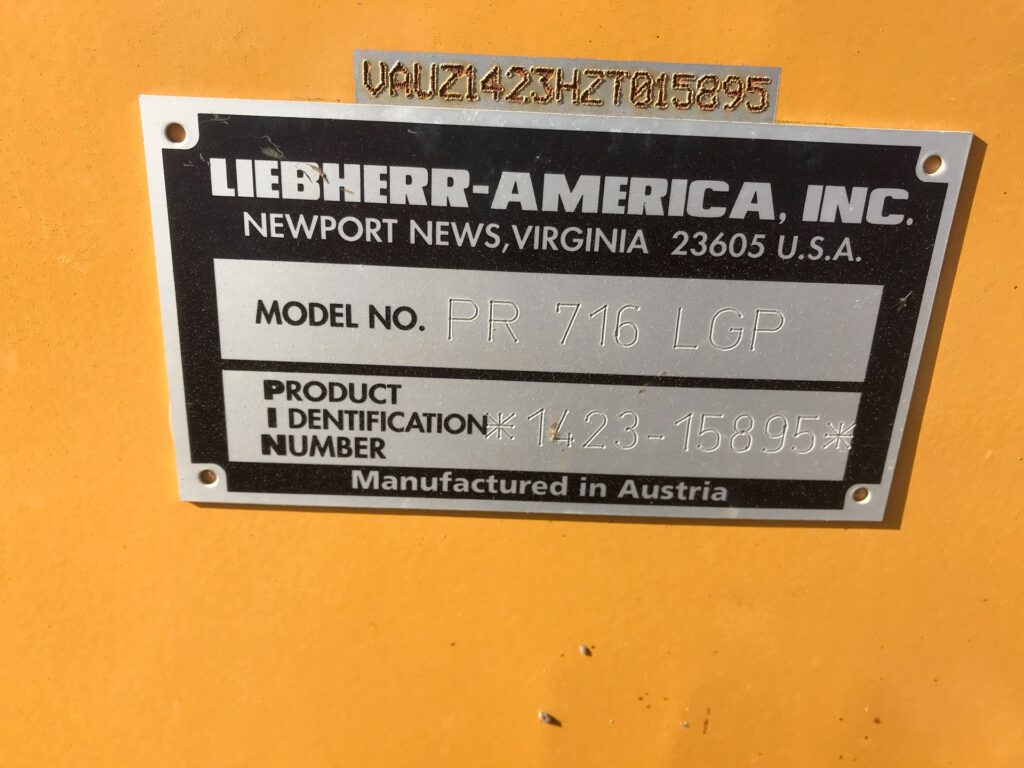 VAUZ1423HZT015895
LIEBHERR-AMERICA, INC.
NEWPORT NEWS, VIRGINIA 23605 U.S.A.
MODEL NO. PR 716 LGP
PRODUCT
IDENTIFICATION *1423-15895*
NUMBER
Manufactured in Austria